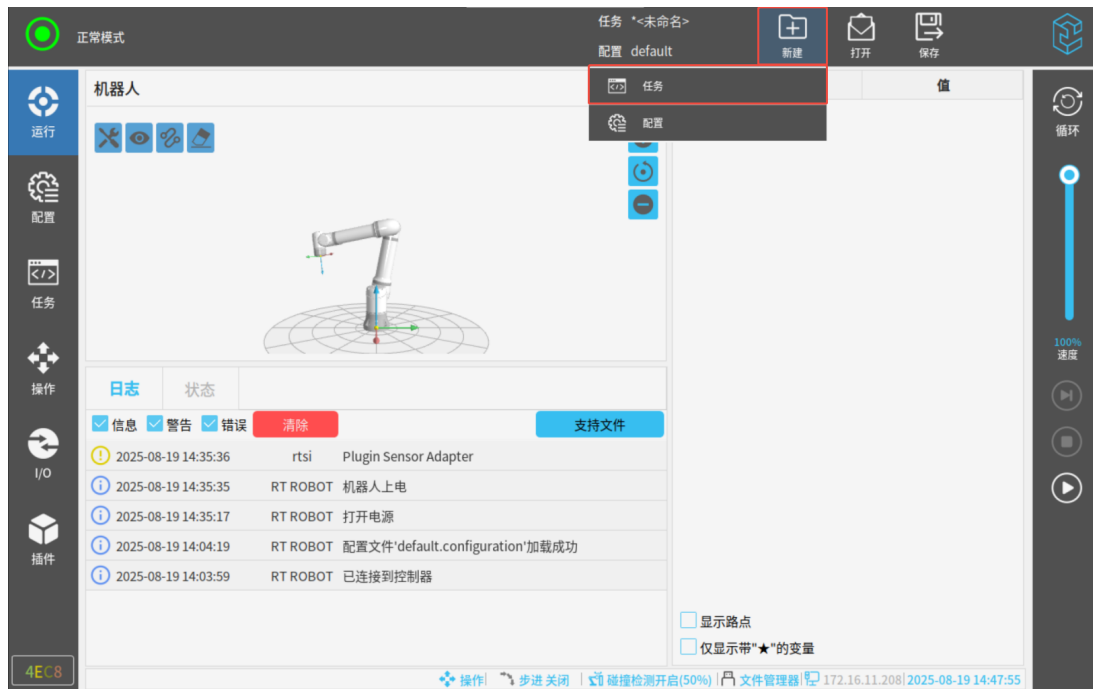 正常模式
任务 *<未命名>
配置 default
新建
打开
保存
任务
配置
运行
配置
任务
操作
I/O
插件
4EC8
机器人
值
日志
状态
信息 警告 错误 清除 支持文件
2025-08-19 14:35:36 rtsi Plugin Sensor Adapter
2025-08-19 14:35:35 RT ROBOT 机器人上电
2025-08-19 14:35:17 RT ROBOT 打开电源
2025-08-19 14:04:19 RT ROBOT 配置文件'default.configuration'加载成功
2025-08-19 14:03:59 RT ROBOT 已连接到控制器
显示路点
仅显示带"★"的变量
循环
100%
速度
操作 步进 关闭 碰撞检测开启(50%) 文件管理器 172.16.11.208 2025-08-19 14:47:55